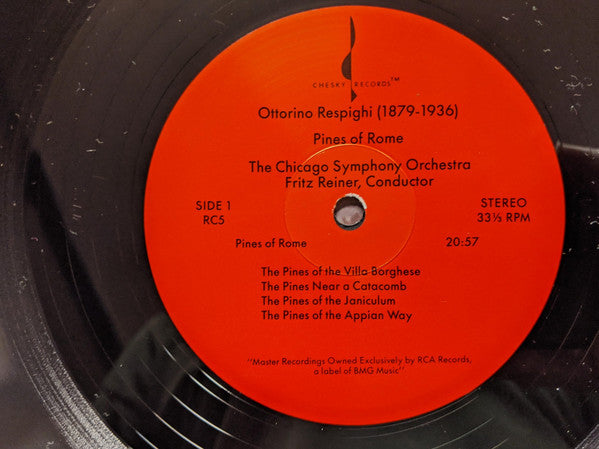 CHESKY RECORDS™
Ottorino Respighi (1879-1936)
Pines of Rome
The Chicago Symphony Orchestra
Fritz Reiner, Conductor
SIDE 1
RC5
STEREO
33⅓ RPM
Pines of Rome 20:57
The Pines of the Villa Borghese
The Pines Near a Catacomb
The Pines of the Janiculum
The Pines of the Appian Way
"Master Recordings Owned Exclusively by RCA Records,
a label of BMG Music"